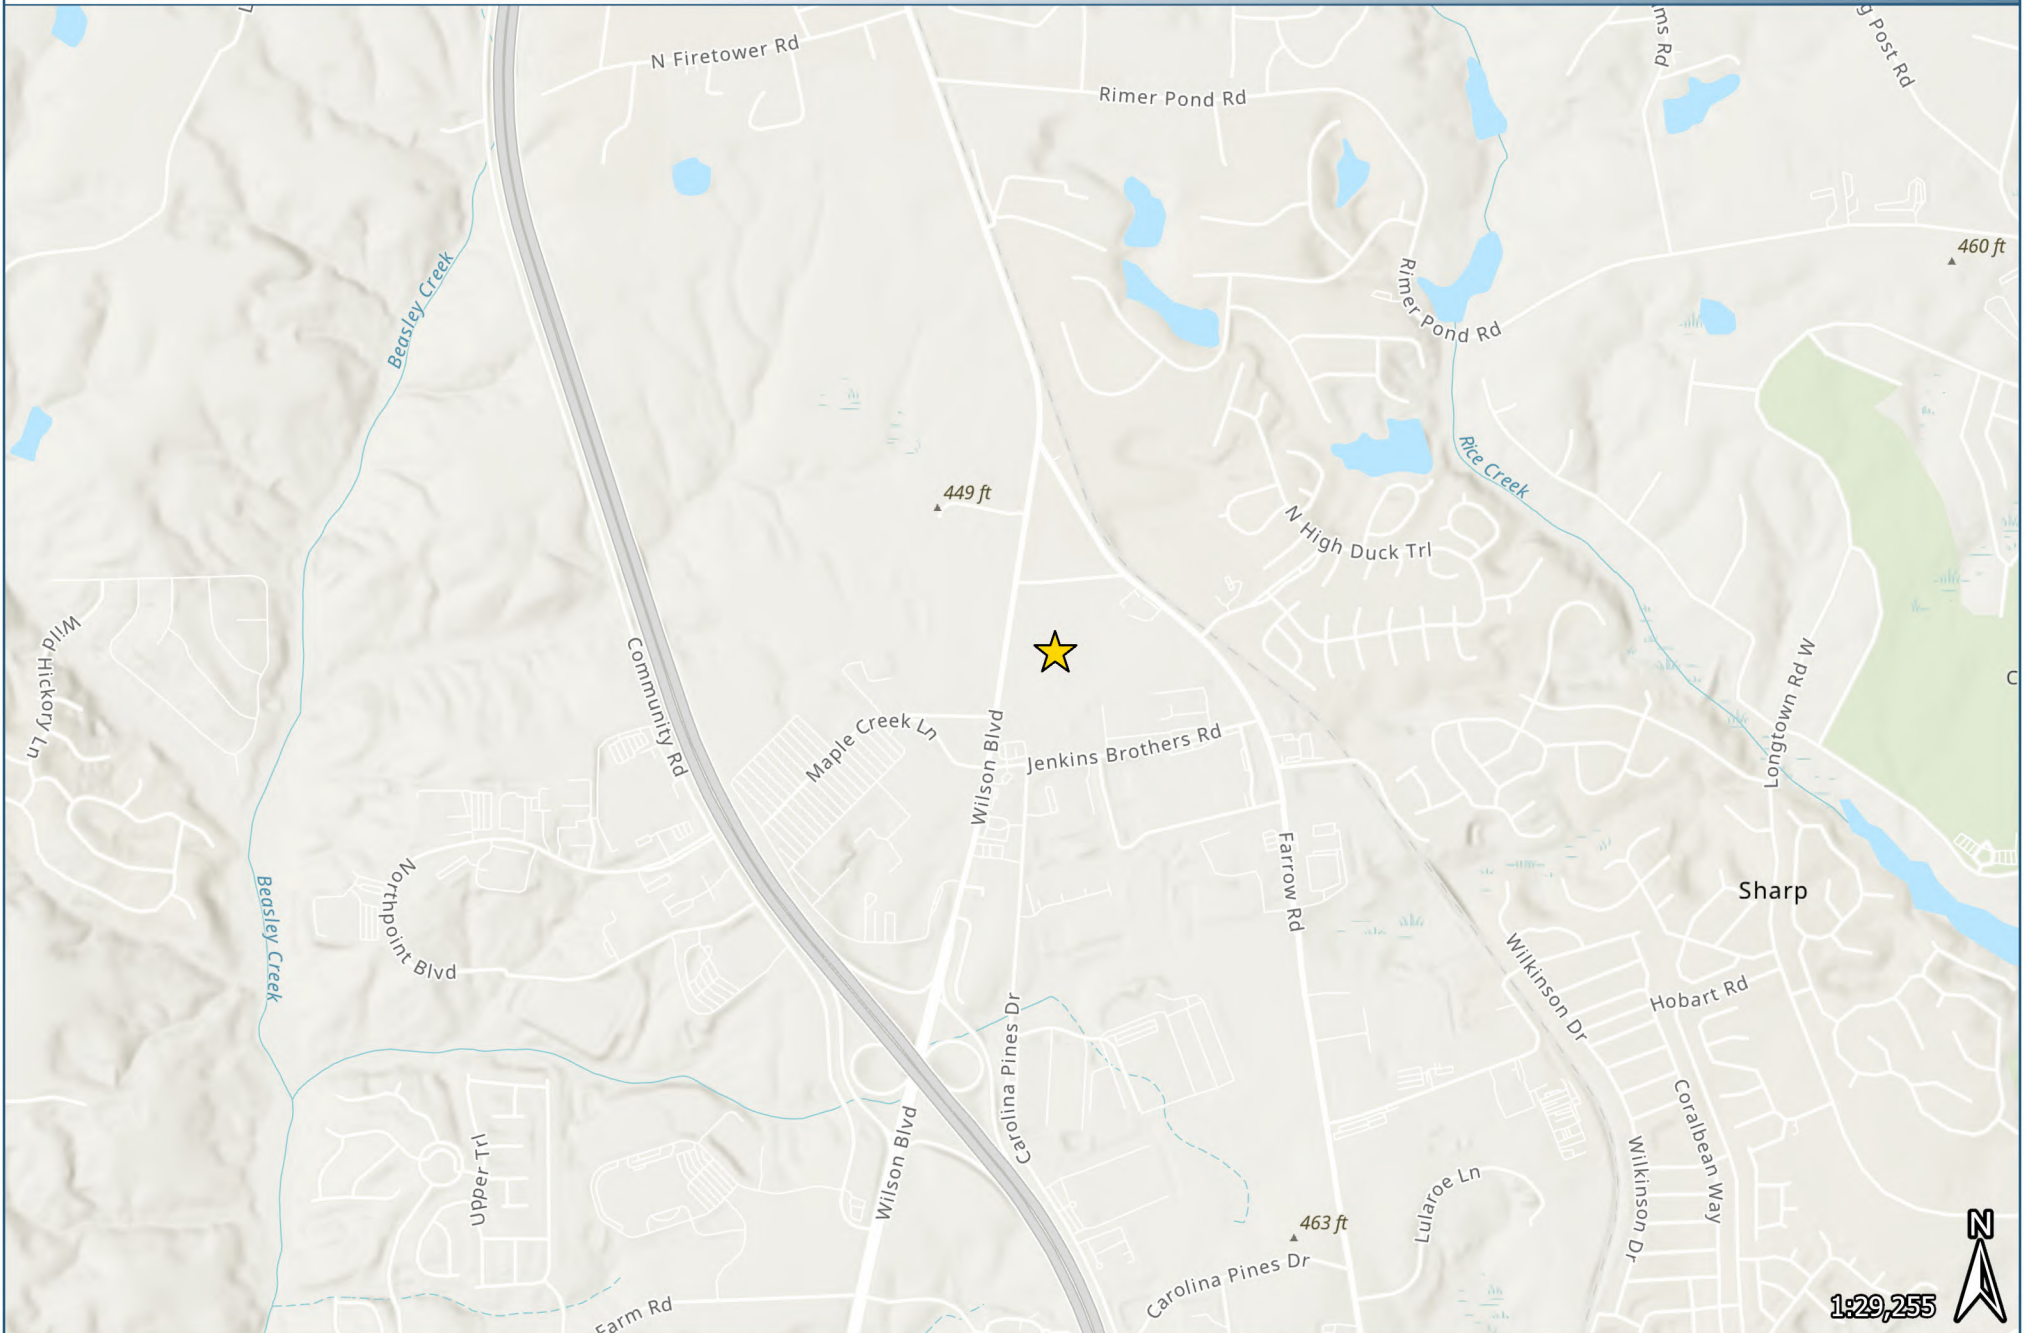 N Firetower Rd
Rimer Pond Rd
ms Rd
g Post Rd
460 ft
Beasley Creek
Rimer Pond Rd
Rice Creek
449 ft
N High Duck Trl
Wild Hickory Ln
Community Rd
Longtown Rd W
C
Maple Creek Ln
Wilson Blvd
Jenkins Brothers Rd
Farrow Rd
Northpoint Blvd
Beasley Creek
Sharp
Wilkinson Dr
Hobart Rd
Carolina Pines Dr
Coralbean Way
Upper Trl
Wilson Blvd
Wilkinson Dr
Lularoe Ln
463 ft
Carolina Pines Dr
Farm Rd
N
1:29,255